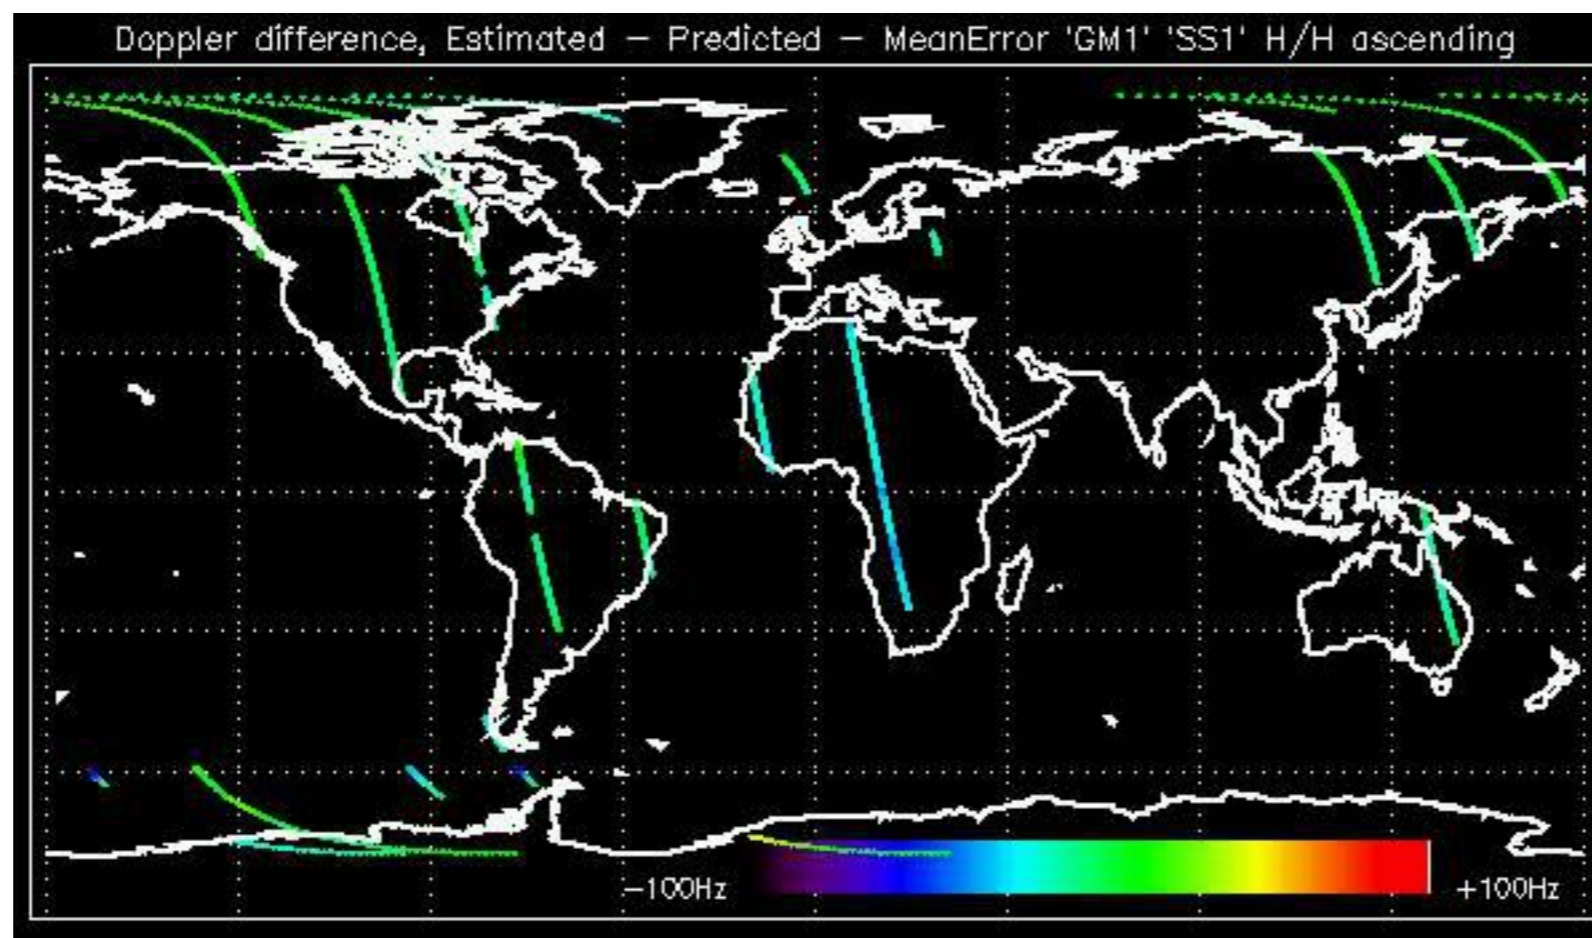 Doppler difference, Estimated – Predicted – MeanError 'GM1' 'SS1' H/H ascending
–100Hz
+100Hz